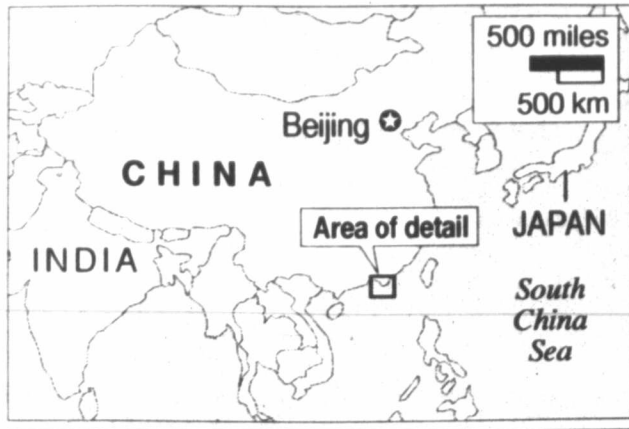 500 miles
500 km
Beijing
CHINA
Area of detail
JAPAN
INDIA
South
China
Sea